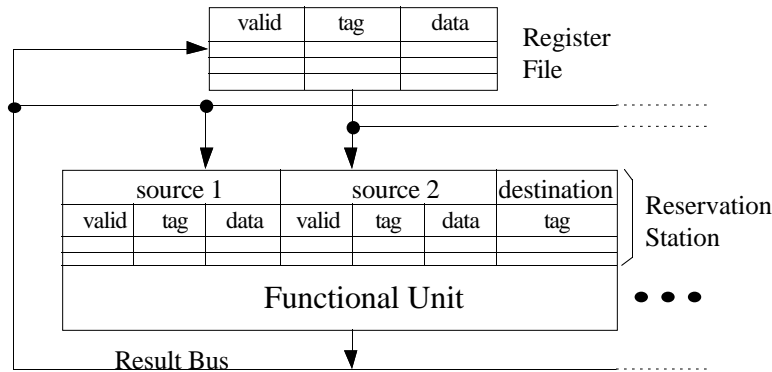 valid tag data
Register
File
source 1 source 2 destination
valid tag data valid tag data tag
Reservation
Station
Functional Unit
Result Bus